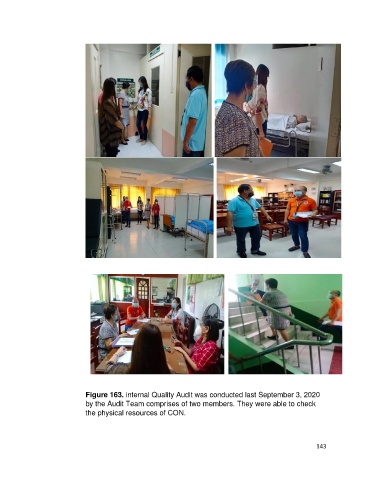 Figure 163. internal Quality Audit was conducted last September 3, 2020
by the Audit Team comprises of two members. They were able to check
the physical resources of CON.
143